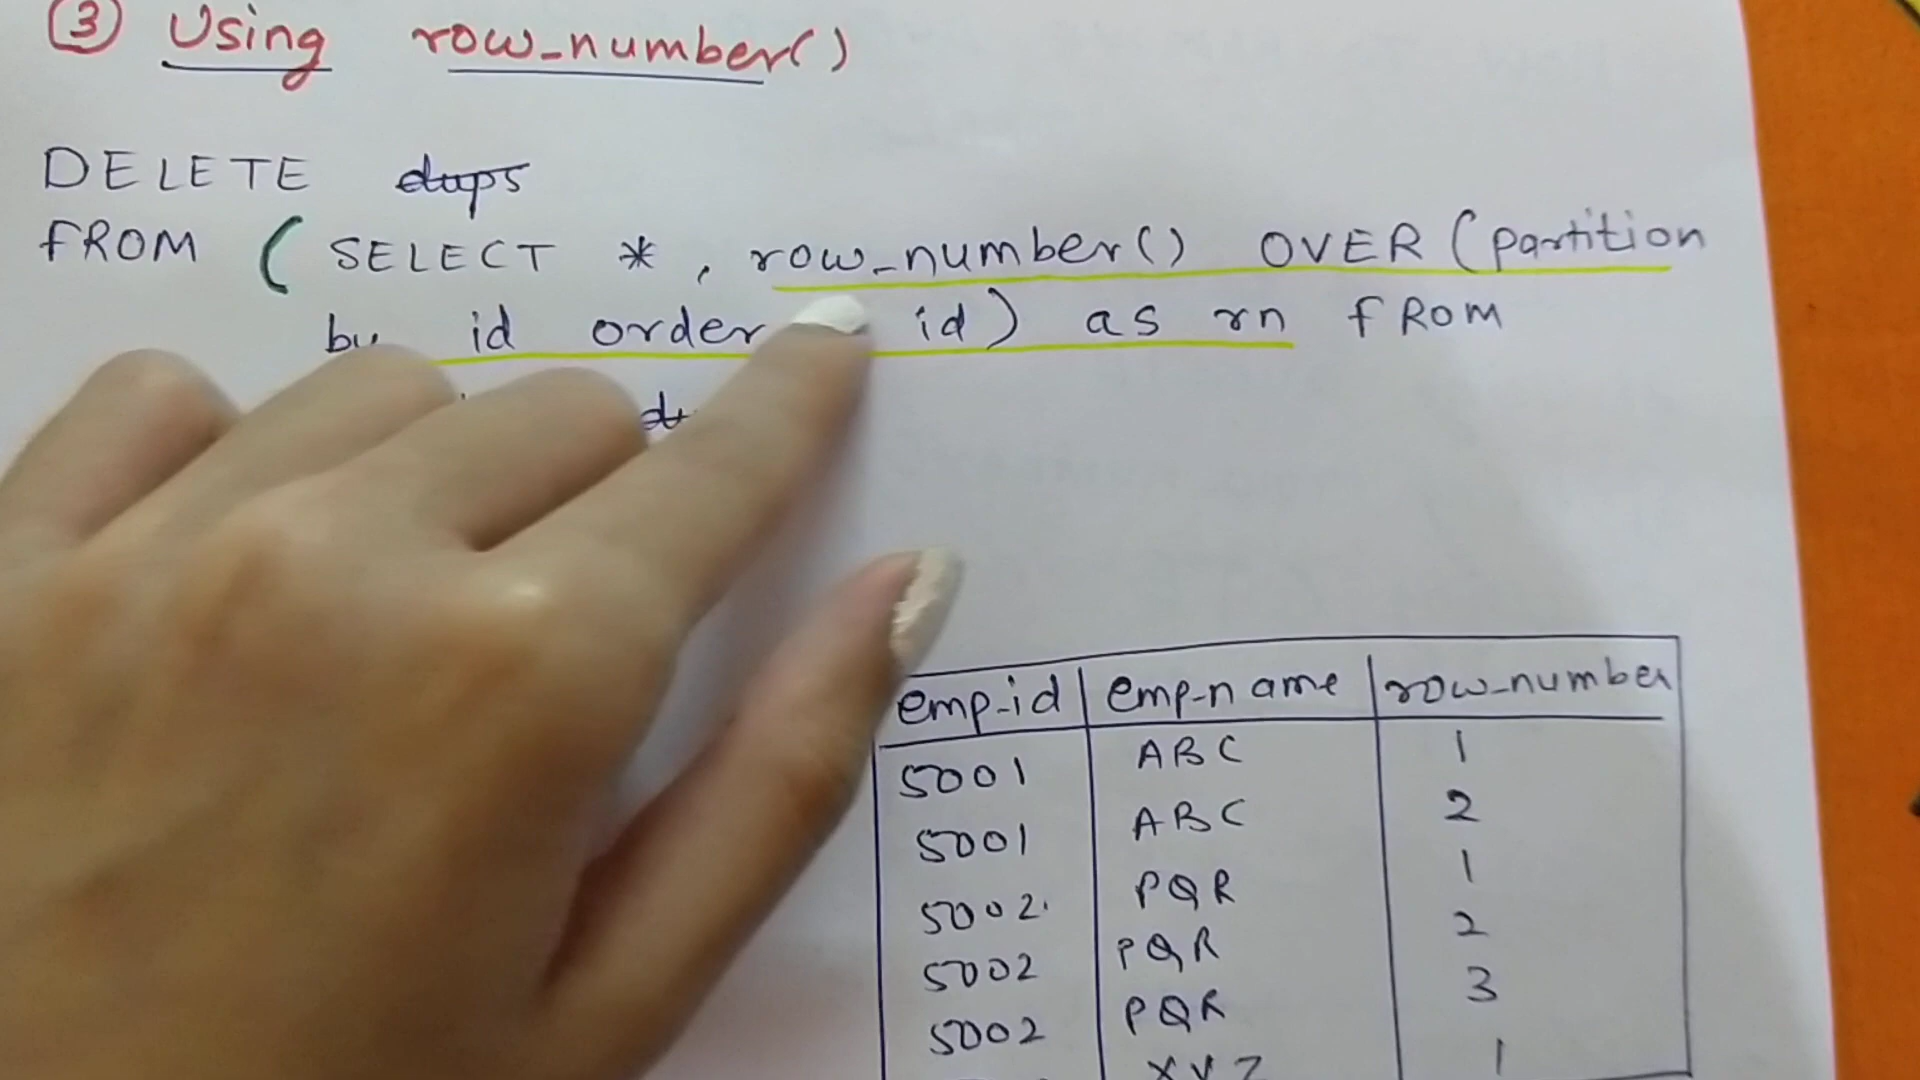 ③ Using row_number()
DELETE dups
FROM ( SELECT * , row_number() OVER (partition
by id order id) as rn FROM
emp-id emp-name row-number
5001 ABC 1
5001 ABC 2
5002 PQR 1
5002 PQR 2
5002 PQR 3
XYZ 1